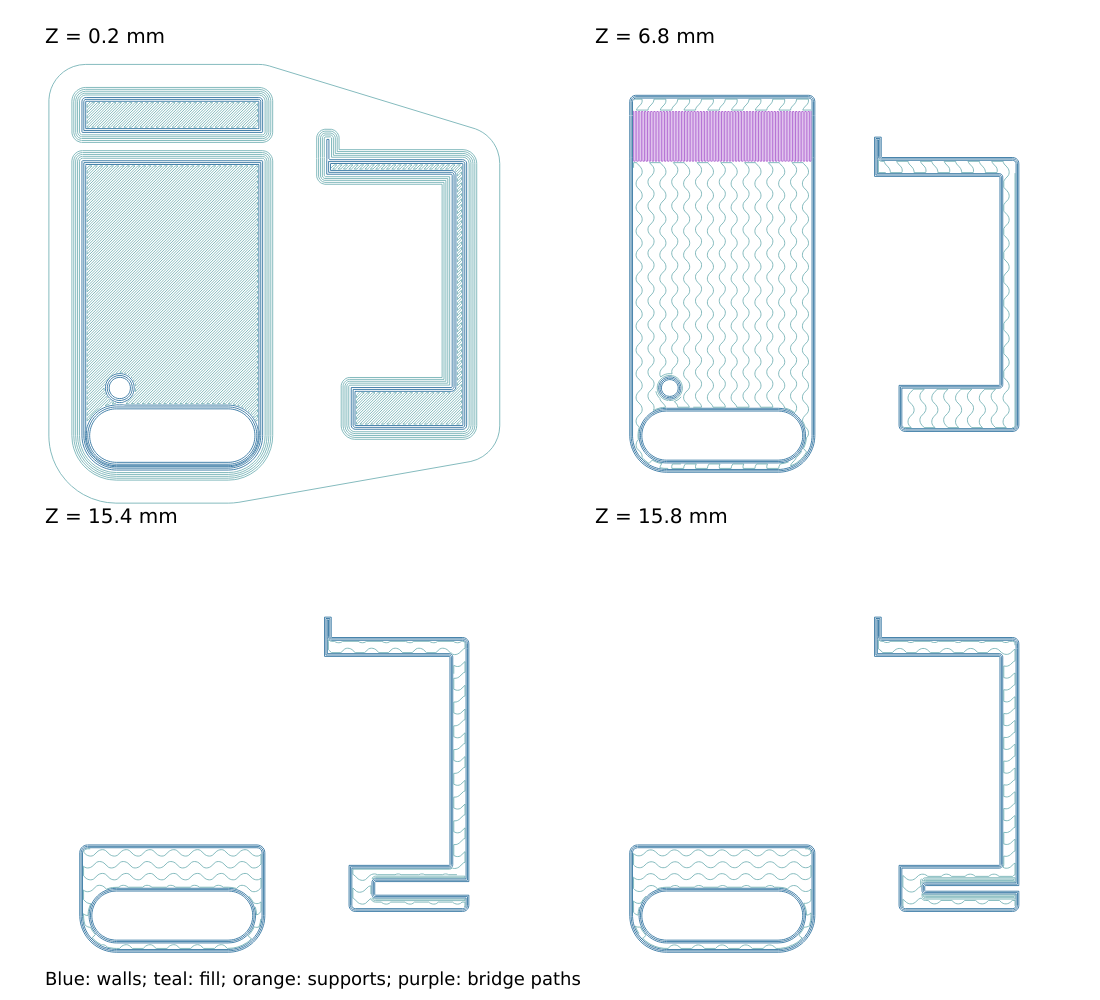 Z = 0.2 mm
Z = 6.8 mm
Z = 15.4 mm
Z = 15.8 mm
Blue: walls; teal: fill; orange: supports; purple: bridge paths